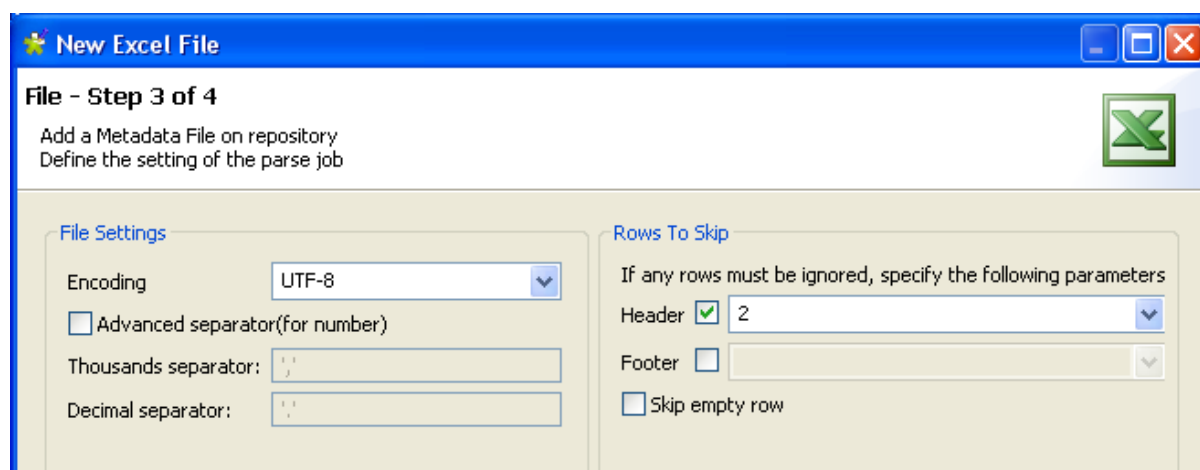 New Excel File
File - Step 3 of 4
Add a Metadata File on repository
Define the setting of the parse job
File Settings
Encoding UTF-8
Advanced separator(for number)
Thousands separator: ','
Decimal separator: '.'
Rows To Skip
If any rows must be ignored, specify the following parameters
Header 2
Footer
Skip empty row